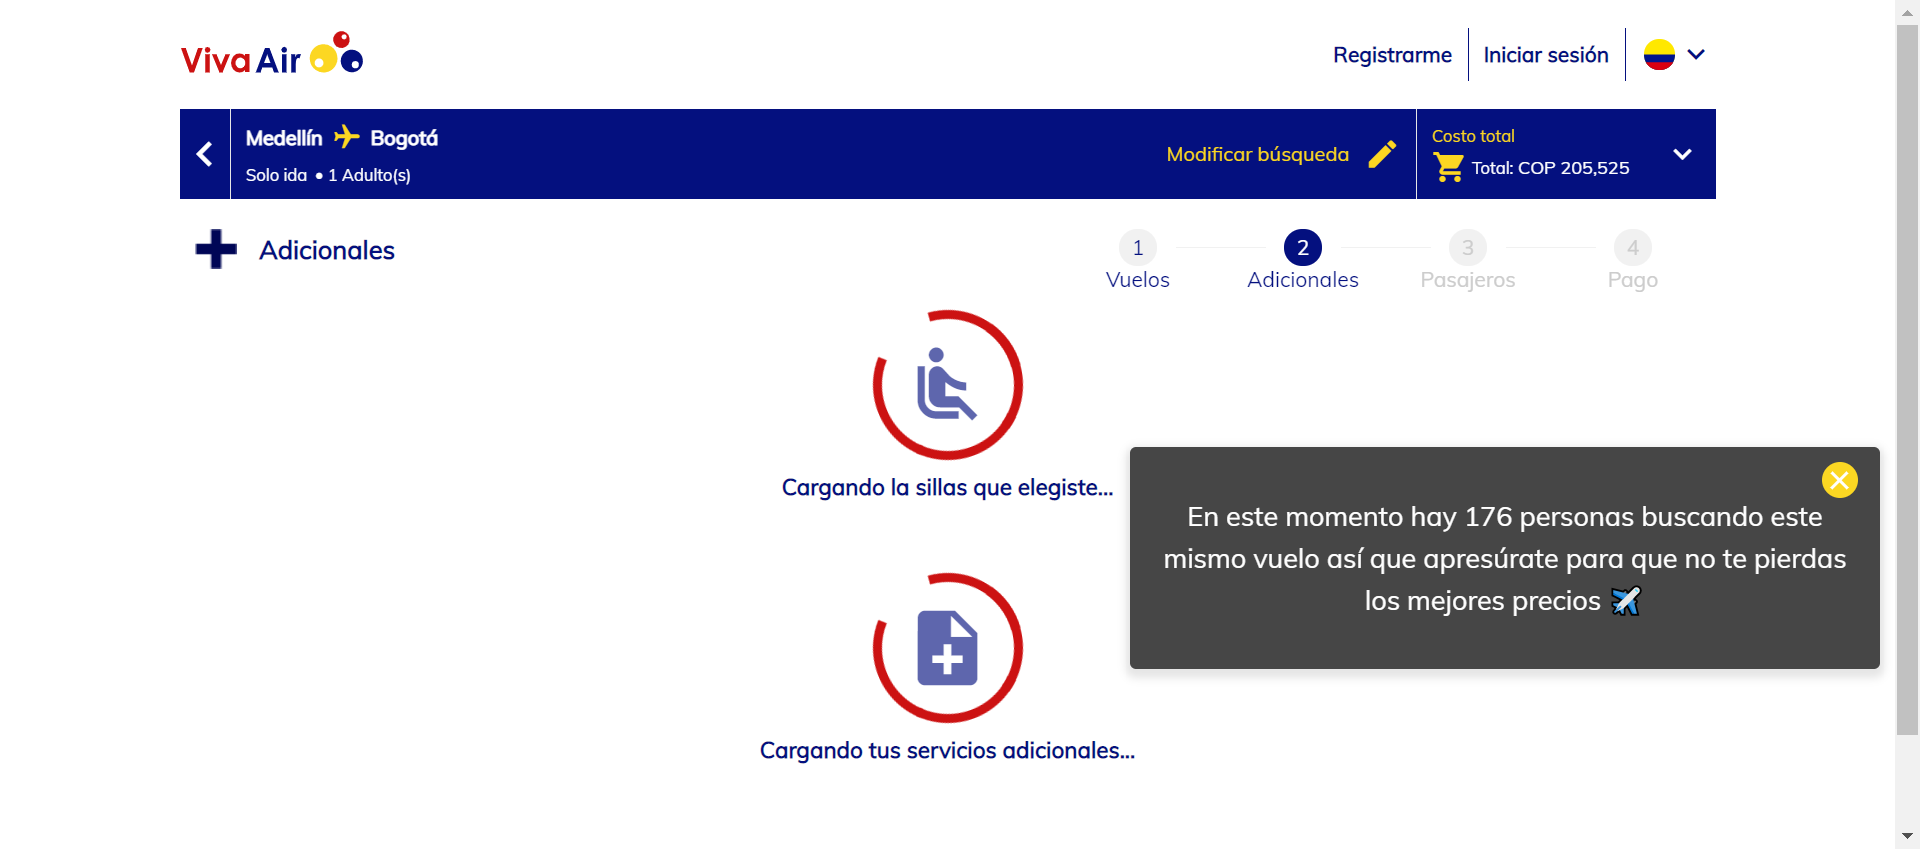 Viva Air
Registrarme
Iniciar sesión
Medellín Bogotá
Solo ida • 1 Adulto(s)
Modificar búsqueda
Costo total
Total: COP 205,525
Adicionales
1
Vuelos
2
Adicionales
3
Pasajeros
4
Pago
Cargando la sillas que elegiste...
En este momento hay 176 personas buscando este
mismo vuelo así que apresúrate para que no te pierdas
los mejores precios ✈️
Cargando tus servicios adicionales...